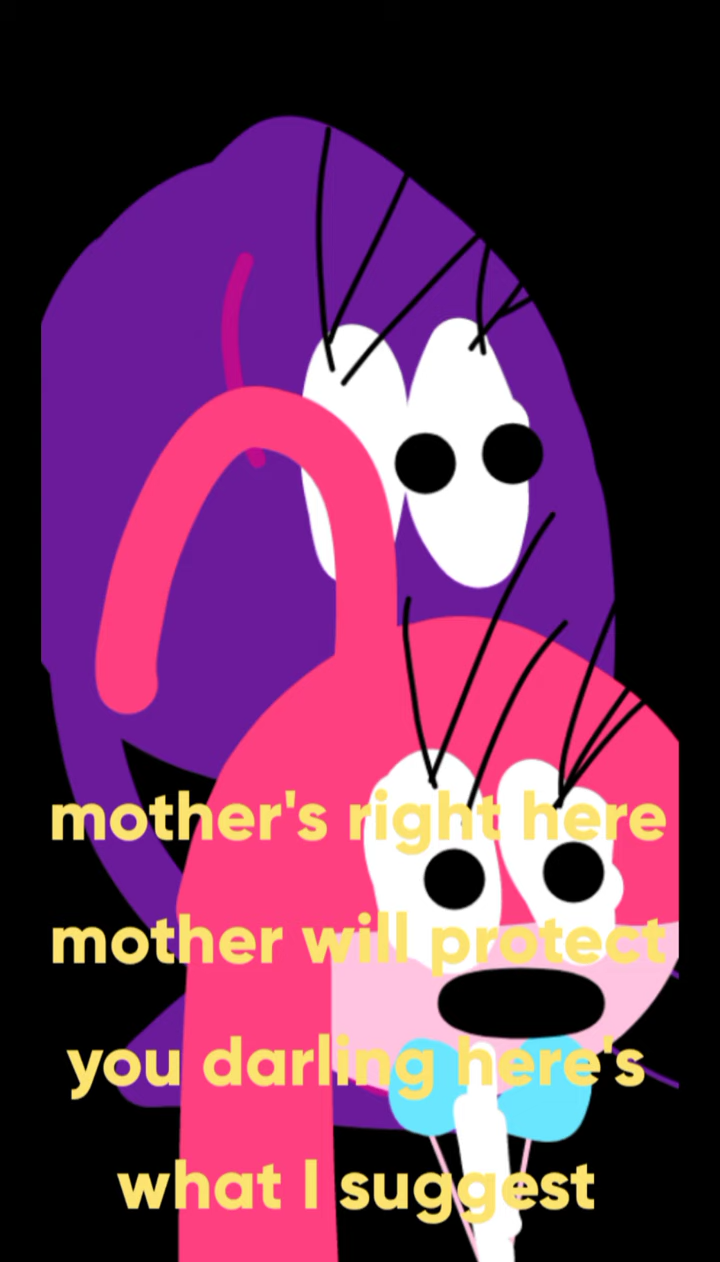 mother's right here
mother will protect
you darling here's
what I suggest